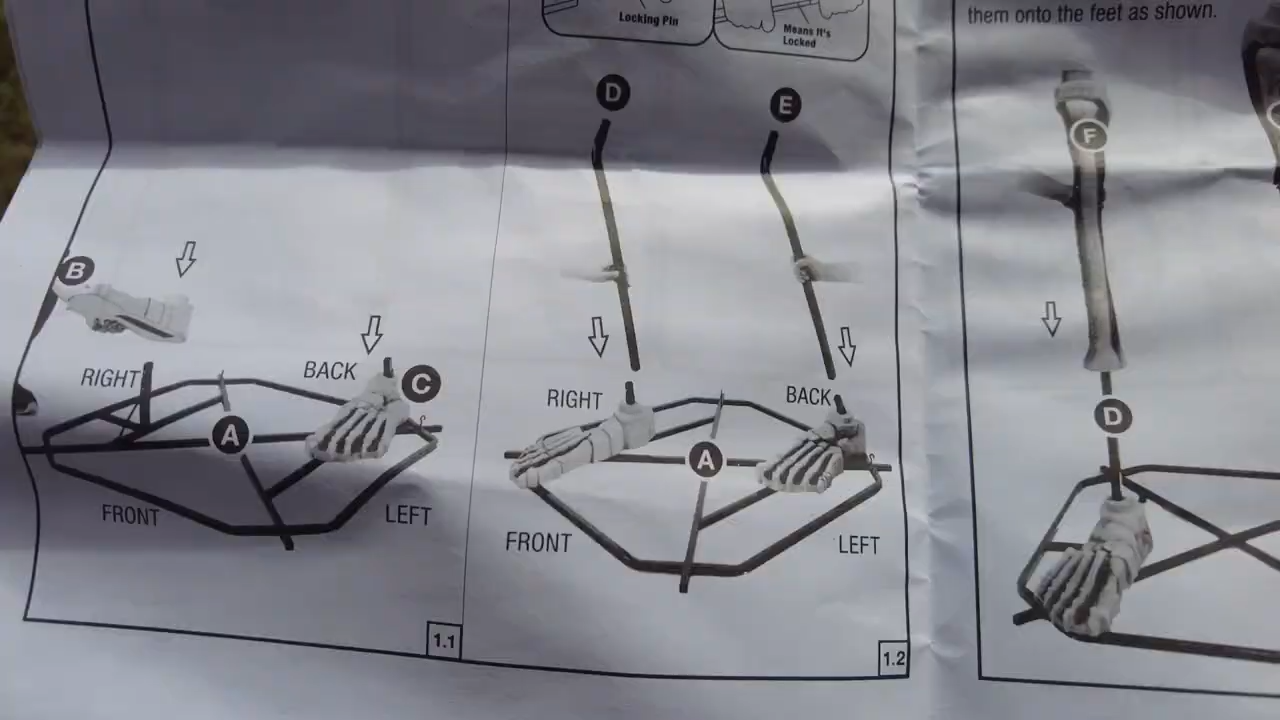 Locking Pin
Means It's
Locked
them onto the feet as shown.
B
RIGHT
BACK
C
A
FRONT
LEFT
1.1
D
E
RIGHT
BACK
A
FRONT
LEFT
1.2
F
D